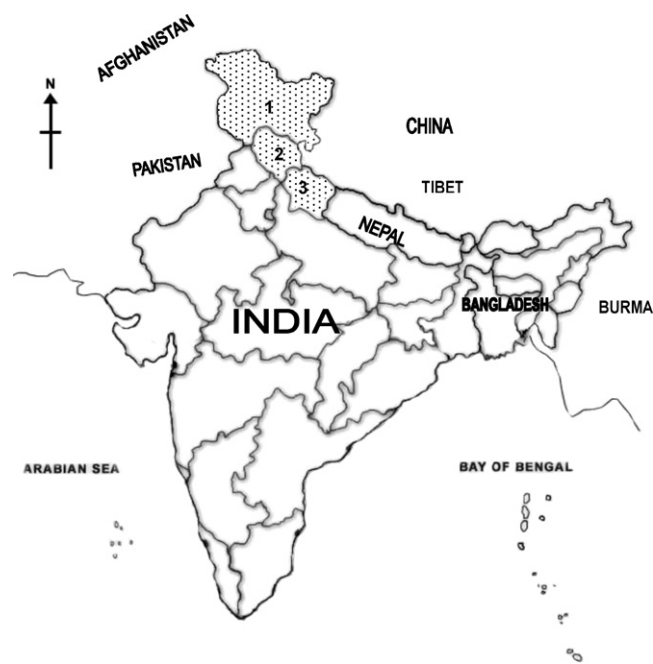 AFGHANISTAN
N
1
CHINA
2
PAKISTAN
3
TIBET
NEPAL
BANGLADESH
BURMA
INDIA
ARABIAN SEA
BAY OF BENGAL